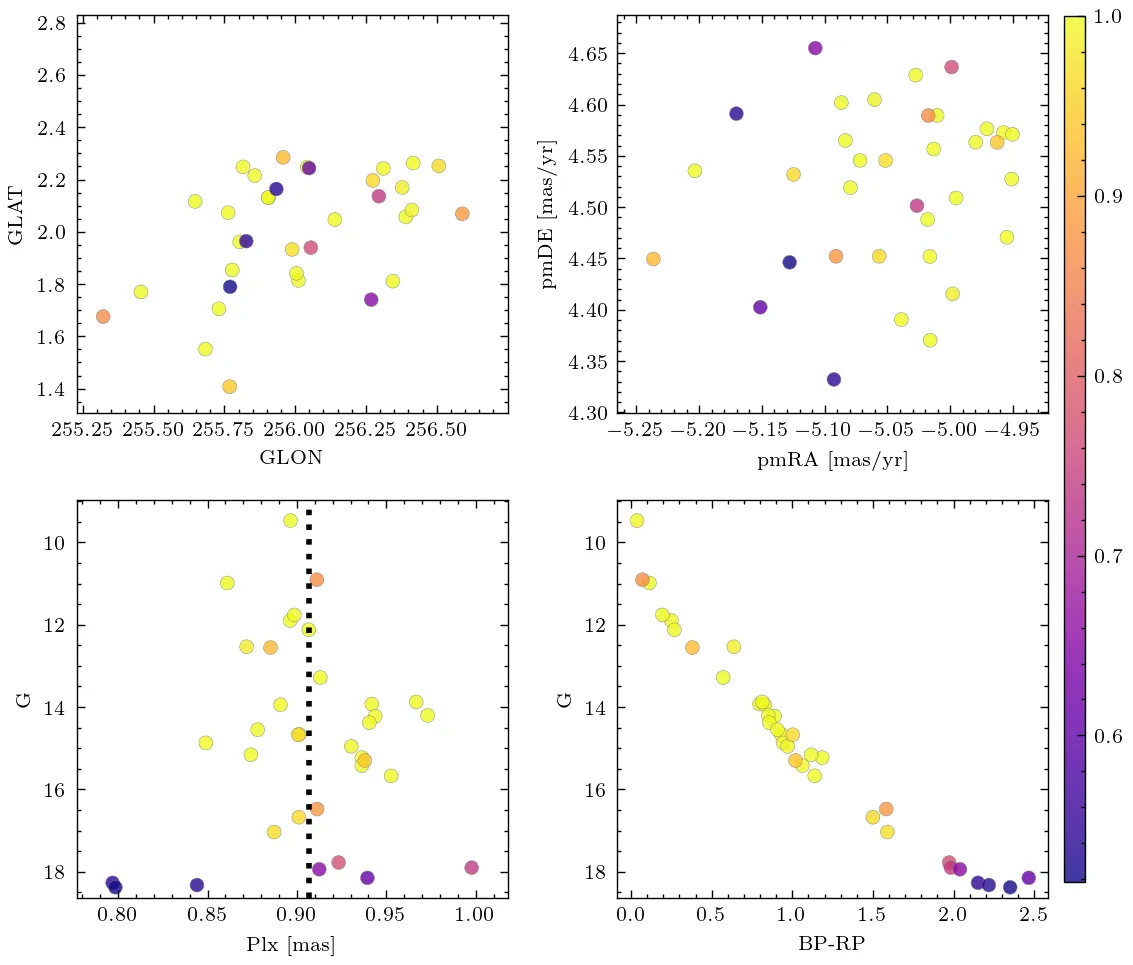 2.8
2.6
2.4
2.2
2.0
1.8
1.6
1.4
GLAT
255.25 255.50 255.75 256.00 256.25 256.50
GLON
4.65
4.60
4.55
4.50
4.45
4.40
4.35
4.30
pmDE [mas/yr]
−5.25 −5.20 −5.15 −5.10 −5.05 −5.00 −4.95
pmRA [mas/yr]
1.0
0.9
0.8
0.7
0.6
10
12
14
16
18
G
0.80 0.85 0.90 0.95 1.00
Plx [mas]
10
12
14
16
18
G
0.0 0.5 1.0 1.5 2.0 2.5
BP-RP